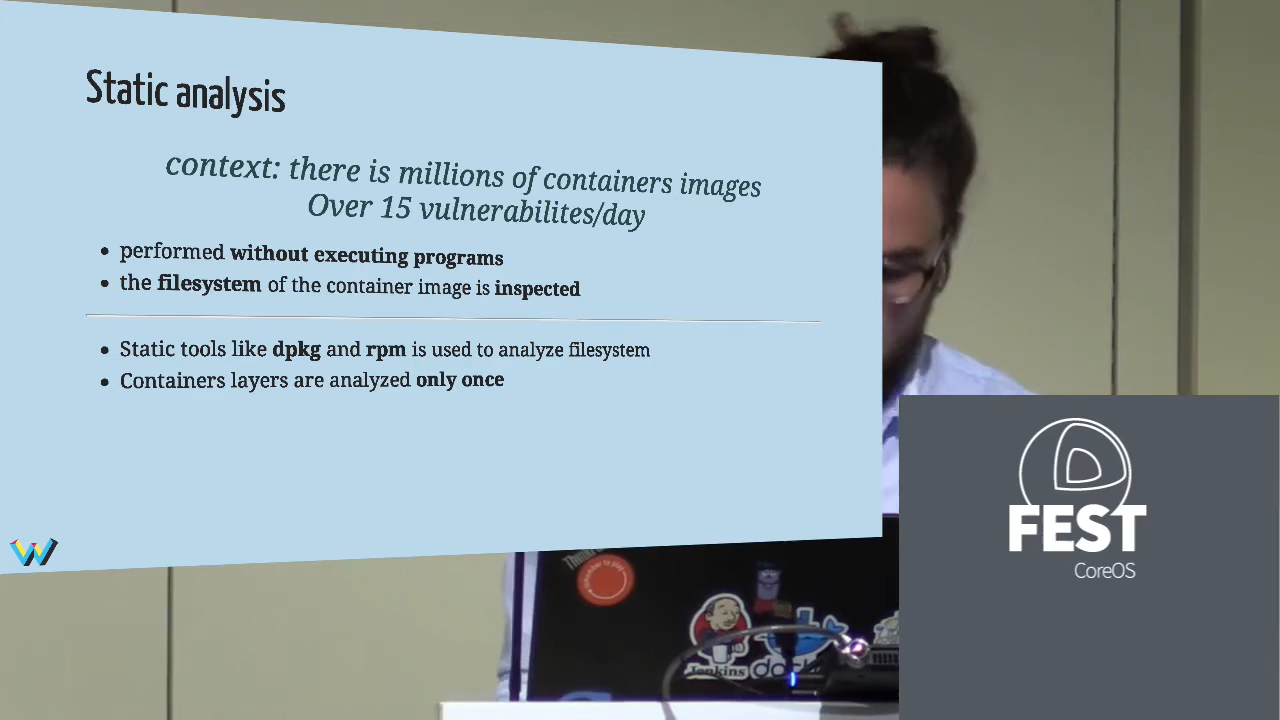 Static analysis
context: there is millions of containers images
Over 15 vulnerabilites/day
performed without executing programs
the filesystem of the container image is inspected
Static tools like dpkg and rpm is used to analyze filesystem
Containers layers are analyzed only once
FEST
CoreOS
Jenkins